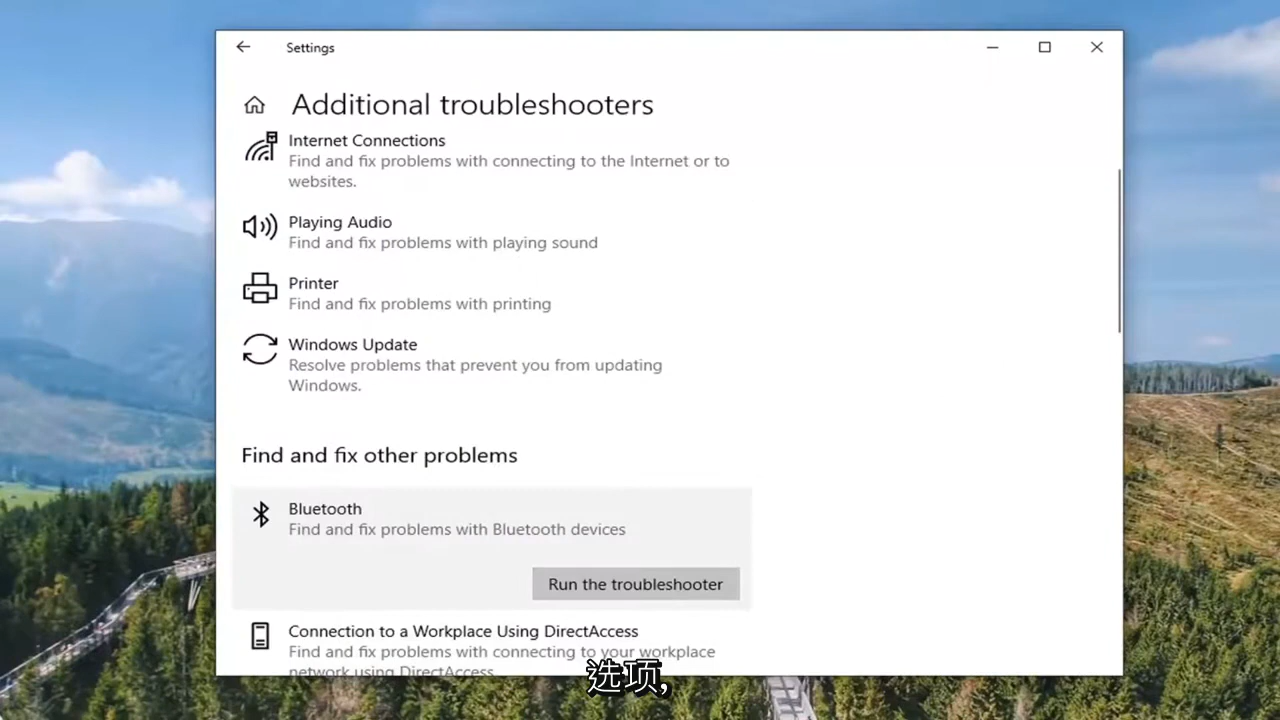 Settings
Additional troubleshooters
Internet Connections
Find and fix problems with connecting to the Internet or to
websites.
Playing Audio
Find and fix problems with playing sound
Printer
Find and fix problems with printing
Windows Update
Resolve problems that prevent you from updating
Windows.
Find and fix other problems
Bluetooth
Find and fix problems with Bluetooth devices
Run the troubleshooter
Connection to a Workplace Using DirectAccess
Find and fix problems with connecting to your workplace
network using DirectAccess.
选项,